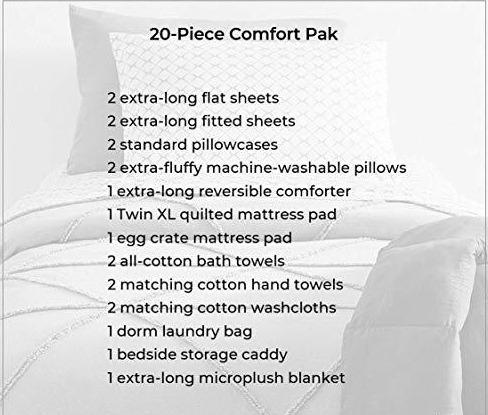 20-Piece Comfort Pak
2 extra-long flat sheets
2 extra-long fitted sheets
2 standard pillowcases
2 extra-fluffy machine-washable pillows
1 extra-long reversible comforter
1 Twin XL quilted mattress pad
1 egg crate mattress pad
2 all-cotton bath towels
2 matching cotton hand towels
2 matching cotton washcloths
1 dorm laundry bag
1 bedside storage caddy
1 extra-long microplush blanket